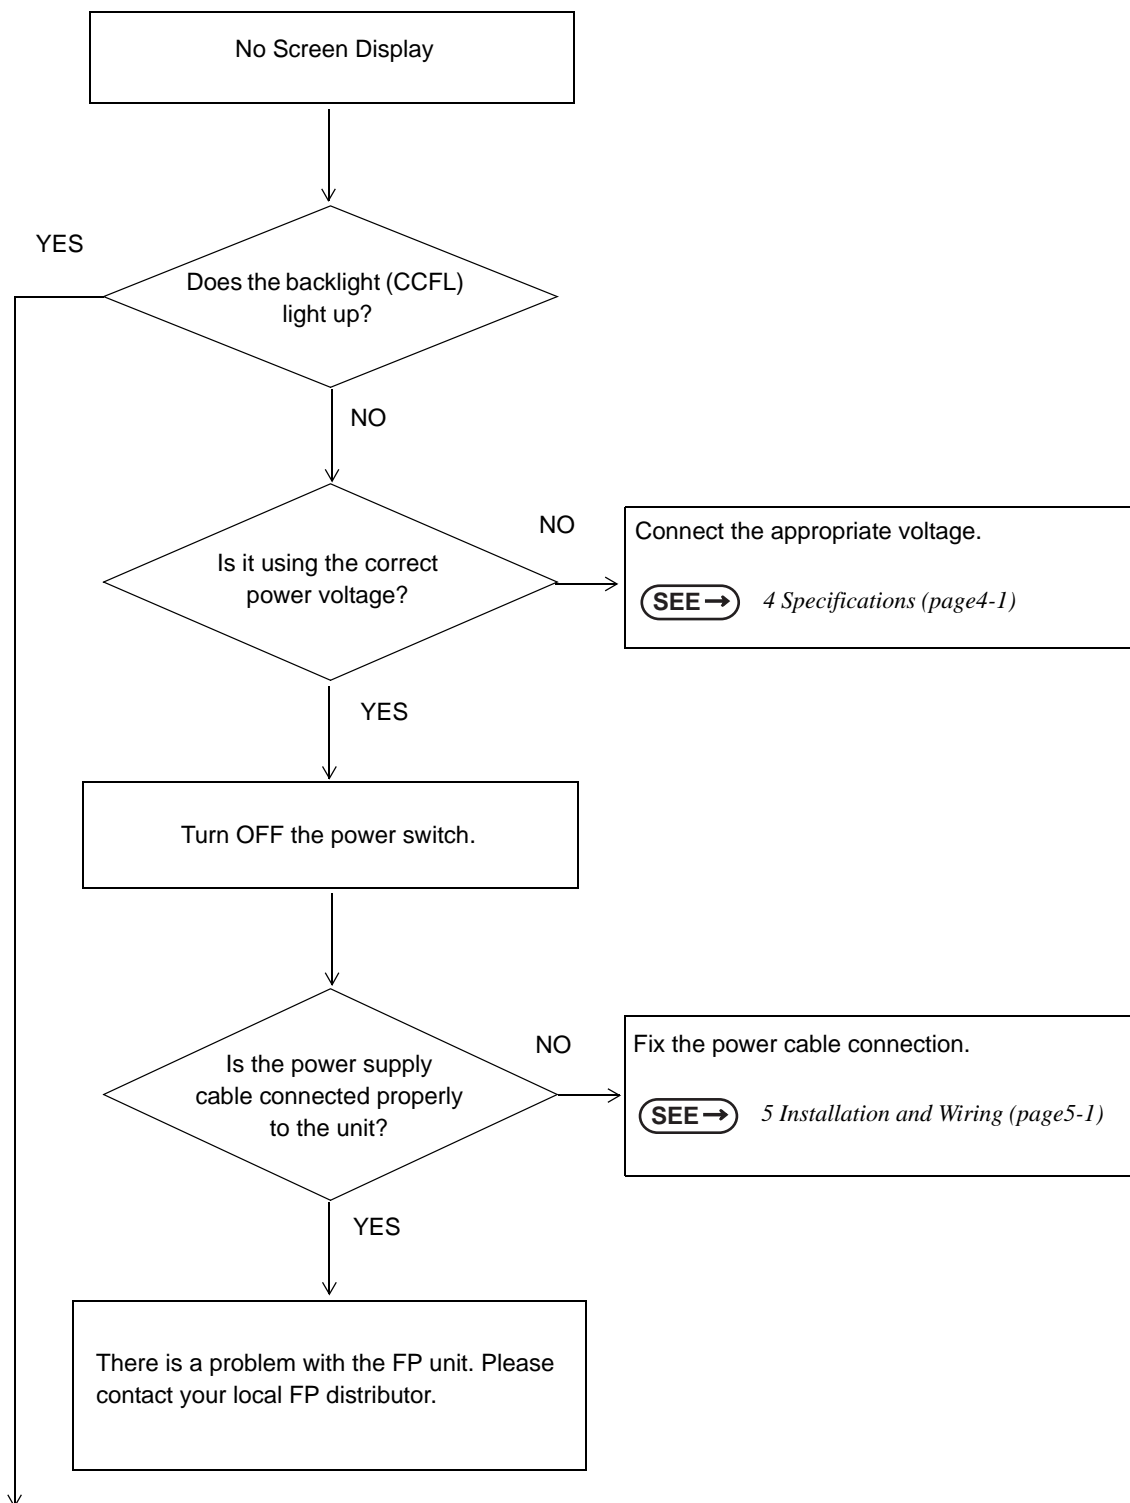 No Screen Display
YES
Does the backlight (CCFL)
light up?
NO
Is it using the correct
power voltage?
NO
Connect the appropriate voltage.
SEE→ 4 Specifications (page4-1)
YES
Turn OFF the power switch.
Is the power supply
cable connected properly
to the unit?
NO
Fix the power cable connection.
SEE→ 5 Installation and Wiring (page5-1)
YES
There is a problem with the FP unit. Please
contact your local FP distributor.